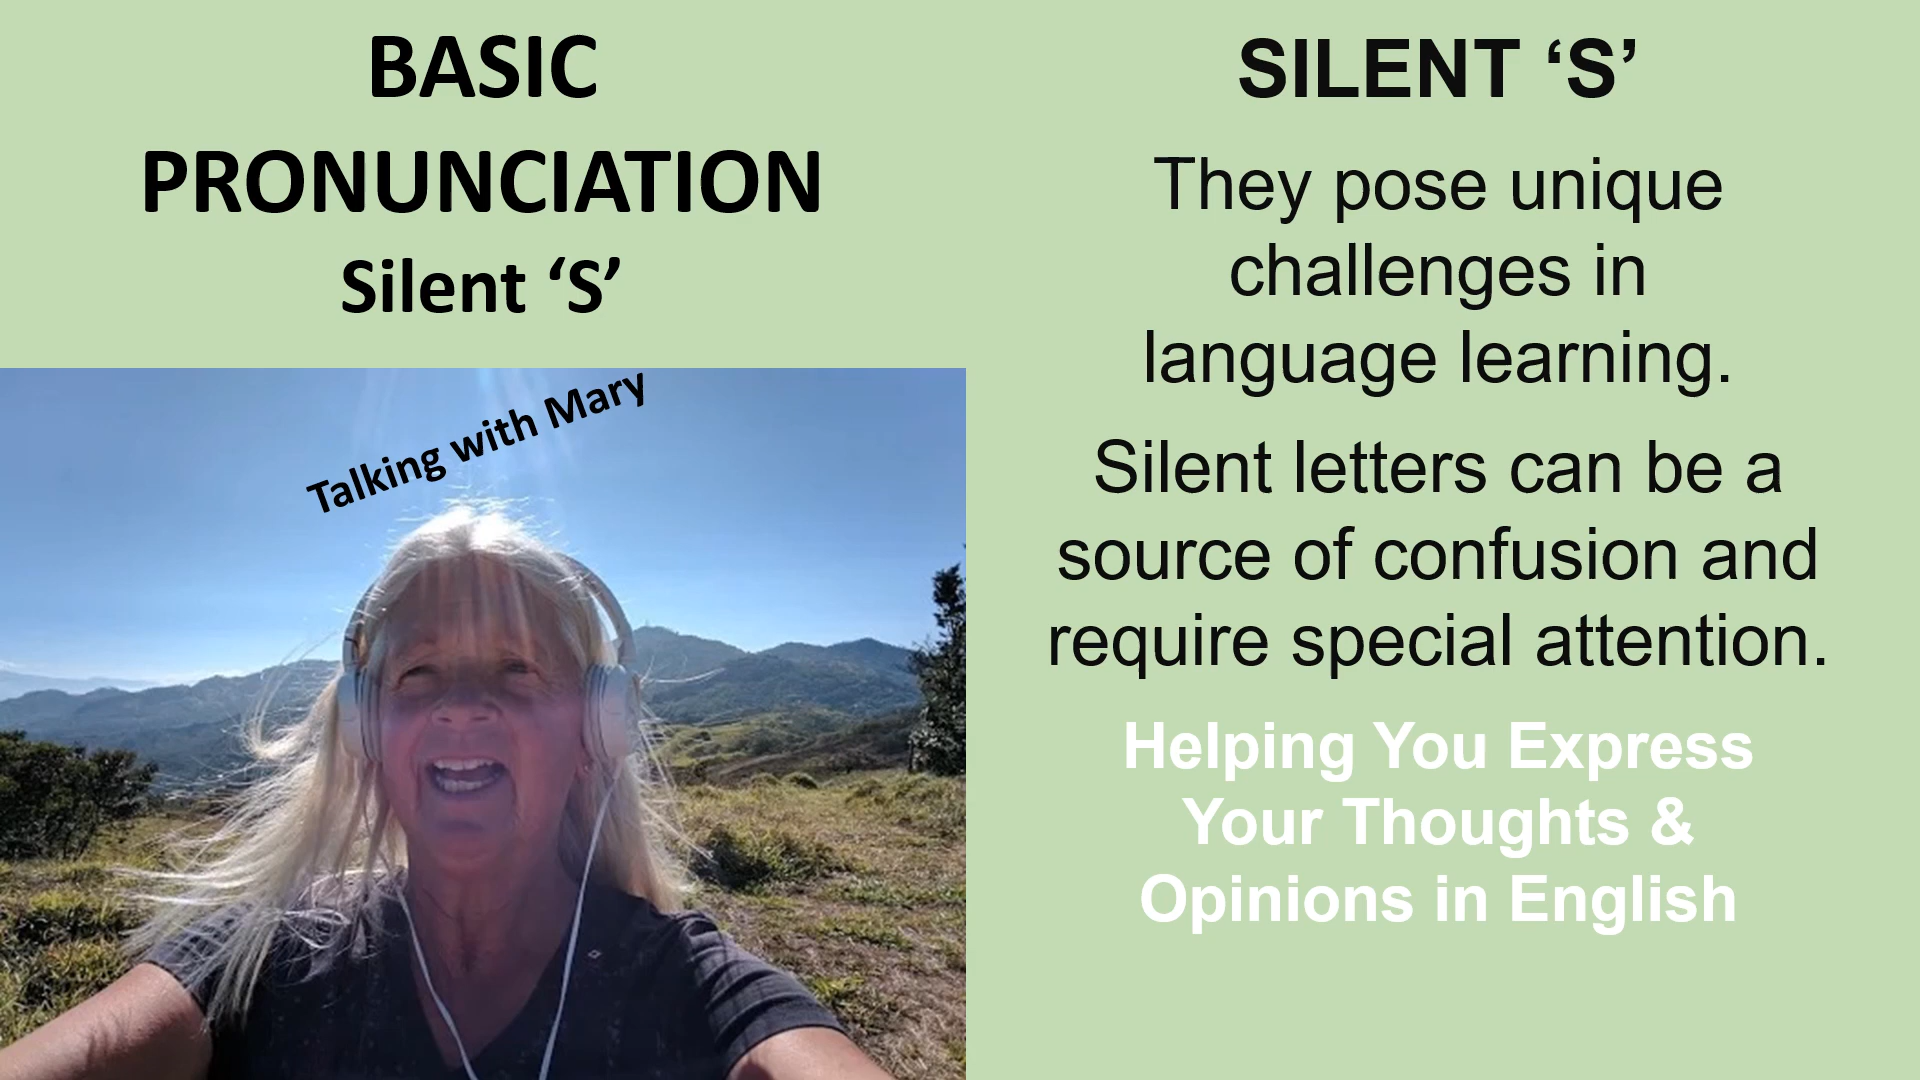 BASIC
PRONUNCIATION
Silent ‘S’
Talking with Mary
SILENT ‘S’
They pose unique
challenges in
language learning.
Silent letters can be a
source of confusion and
require special attention.
Helping You Express
Your Thoughts &
Opinions in English